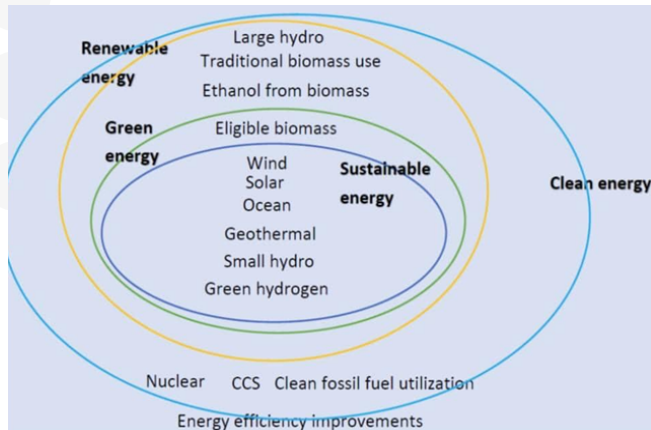 Renewable
energy
Large hydro
Traditional biomass use
Ethanol from biomass
Green
energy
Eligible biomass
Wind
Solar
Ocean
Geothermal
Small hydro
Green hydrogen
Sustainable
energy
Clean energy
Nuclear CCS Clean fossil fuel utilization
Energy efficiency improvements